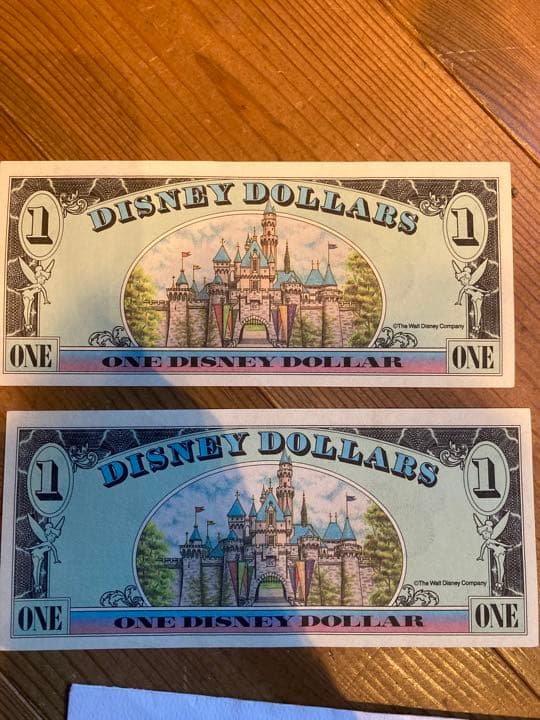 DISNEY DOLLARS
1 1
©The Walt Disney Company
ONE ONE DISNEY DOLLAR ONE
DISNEY DOLLARS
1 1
©The Walt Disney Company
ONE ONE DISNEY DOLLAR ONE